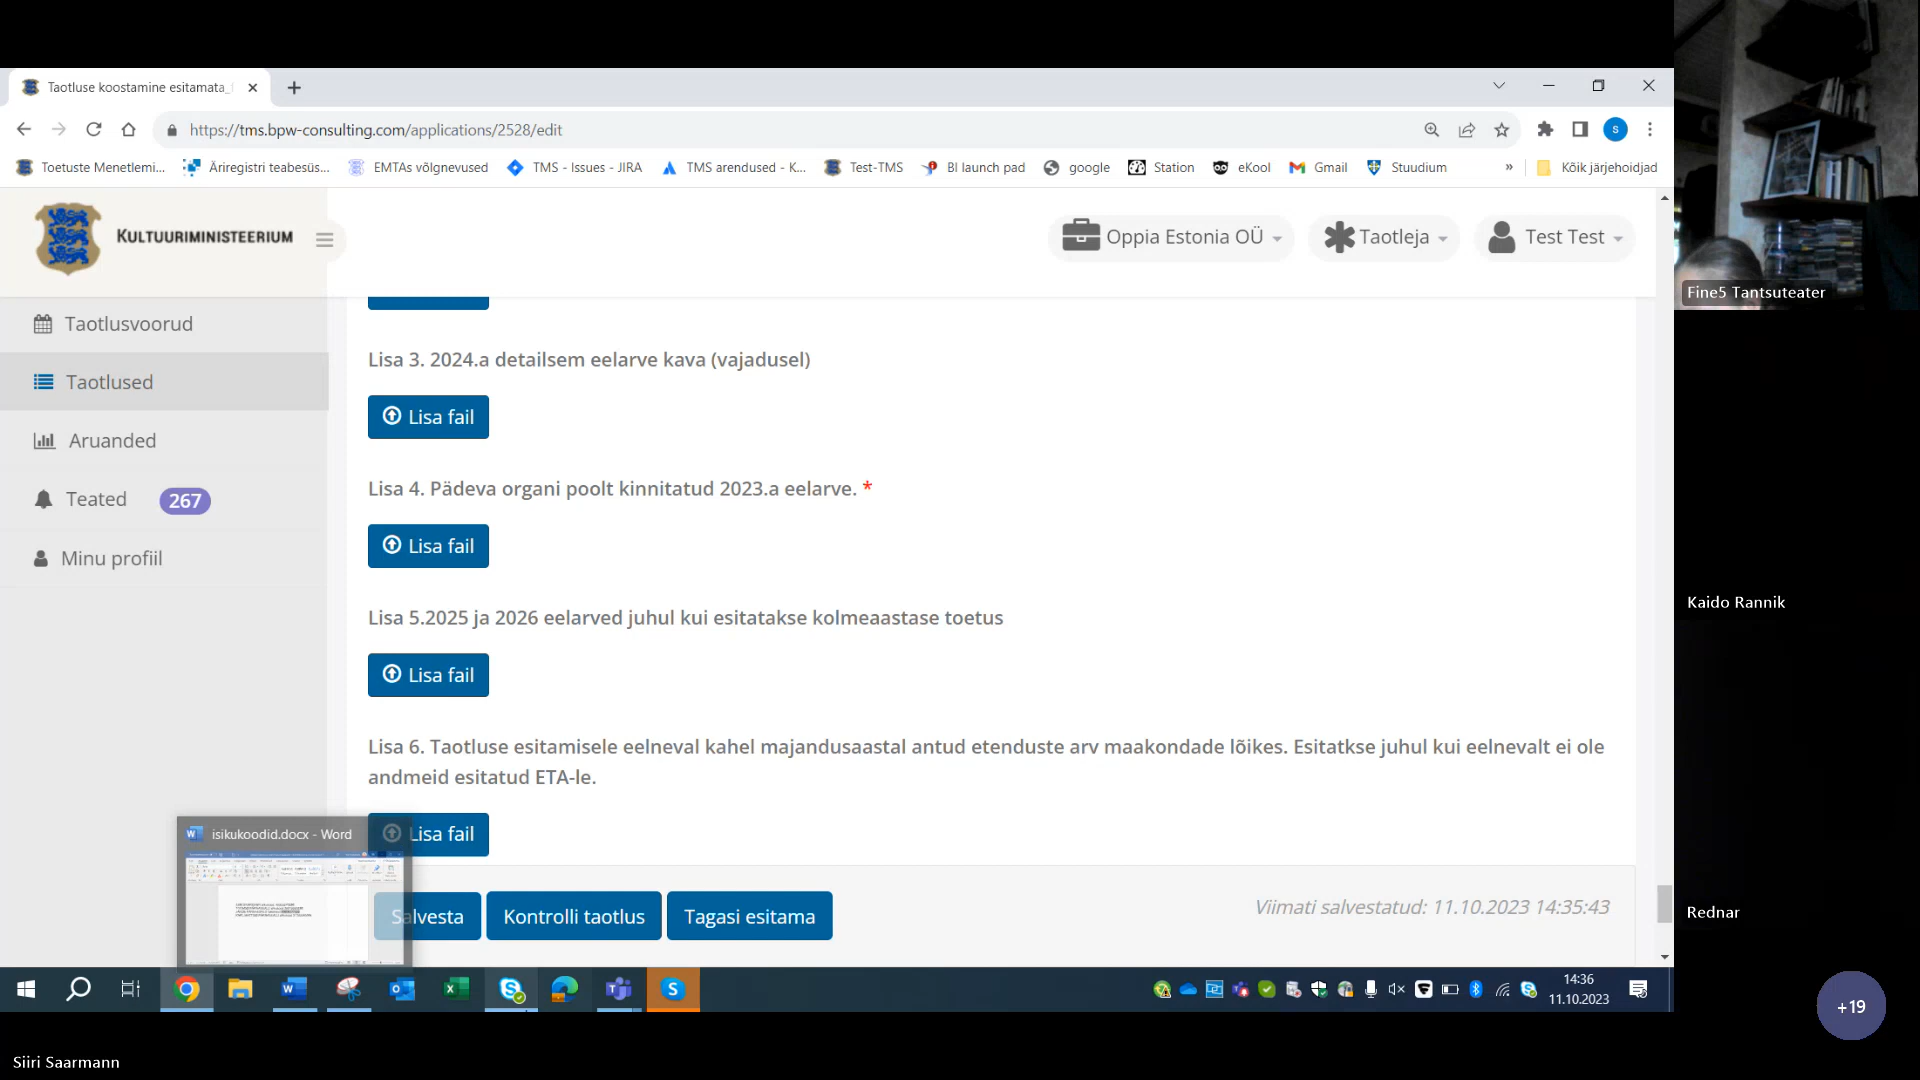 Taotluse koostamine esitamata_
https://tms.bpw-consulting.com/applications/2528/edit
s
Toetuste Menetlemi...
Äriregistri teabesüs...
EMTAs võlgnevused
TMS - Issues - JIRA
TMS arendused - K...
Test-TMS
BI launch pad
google
Station
eKool
Gmail
Stuudium
»
Kõik järjehoidjad
KULTUURIMINISTEERIUM
Oppia Estonia OÜ
Taotleja
Test Test
Taotlusvoorud
Taotlused
Aruanded
Teated 267
Minu profiil
Lisa 3. 2024.a detailsem eelarve kava (vajadusel)
Lisa fail
Lisa 4. Pädeva organi poolt kinnitatud 2023.a eelarve. *
Lisa fail
Lisa 5.2025 ja 2026 eelarved juhul kui esitatakse kolmeaastase toetus
Lisa fail
Lisa 6. Taotluse esitamisele eelneval kahel majandusaastal antud etenduste arv maakondade lõikes. Esitatkse juhul kui eelnevalt ei ole
andmeid esitatud ETA-le.
Lisa fail
isikukoodid.docx - Word
Salvesta
Kontrolli taotlus
Tagasi esitama
Viimati salvestatud: 11.10.2023 14:35:43
14:36
11.10.2023
Fine5 Tantsuteater
Kaido Rannik
Rednar
+19
Siiri Saarmann